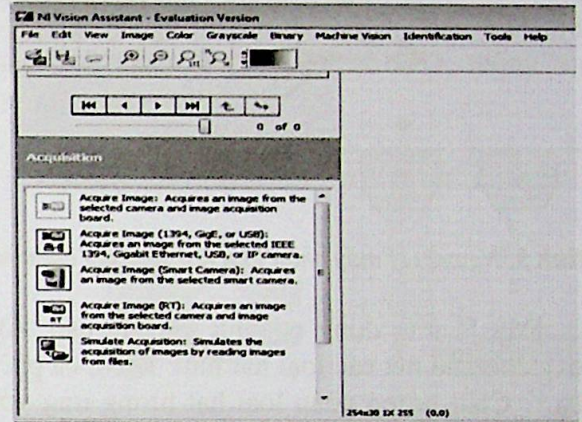 NI Vision Assistant - Evaluation Version
File Edit View Image Color Grayscale Binary Machine Vision Identification Tools Help
0 of 0
Acquisition
Acquire Image: Acquires an image from the
selected camera and image acquisition
board.
Acquire Image (1394, GigE, or USB):
Acquires an image from the selected IEEE
1394, Gigabit Ethernet, USB, or IP camera.
Acquire Image (Smart Camera): Acquires
an image from the selected smart camera.
Acquire Image (RT): Acquires an image
from the selected camera and image
acquisition board.
RT
Simulate Acquisition: Simulates the
acquisition of images by reading images
from files.
254x30 1X 255 (0,0)